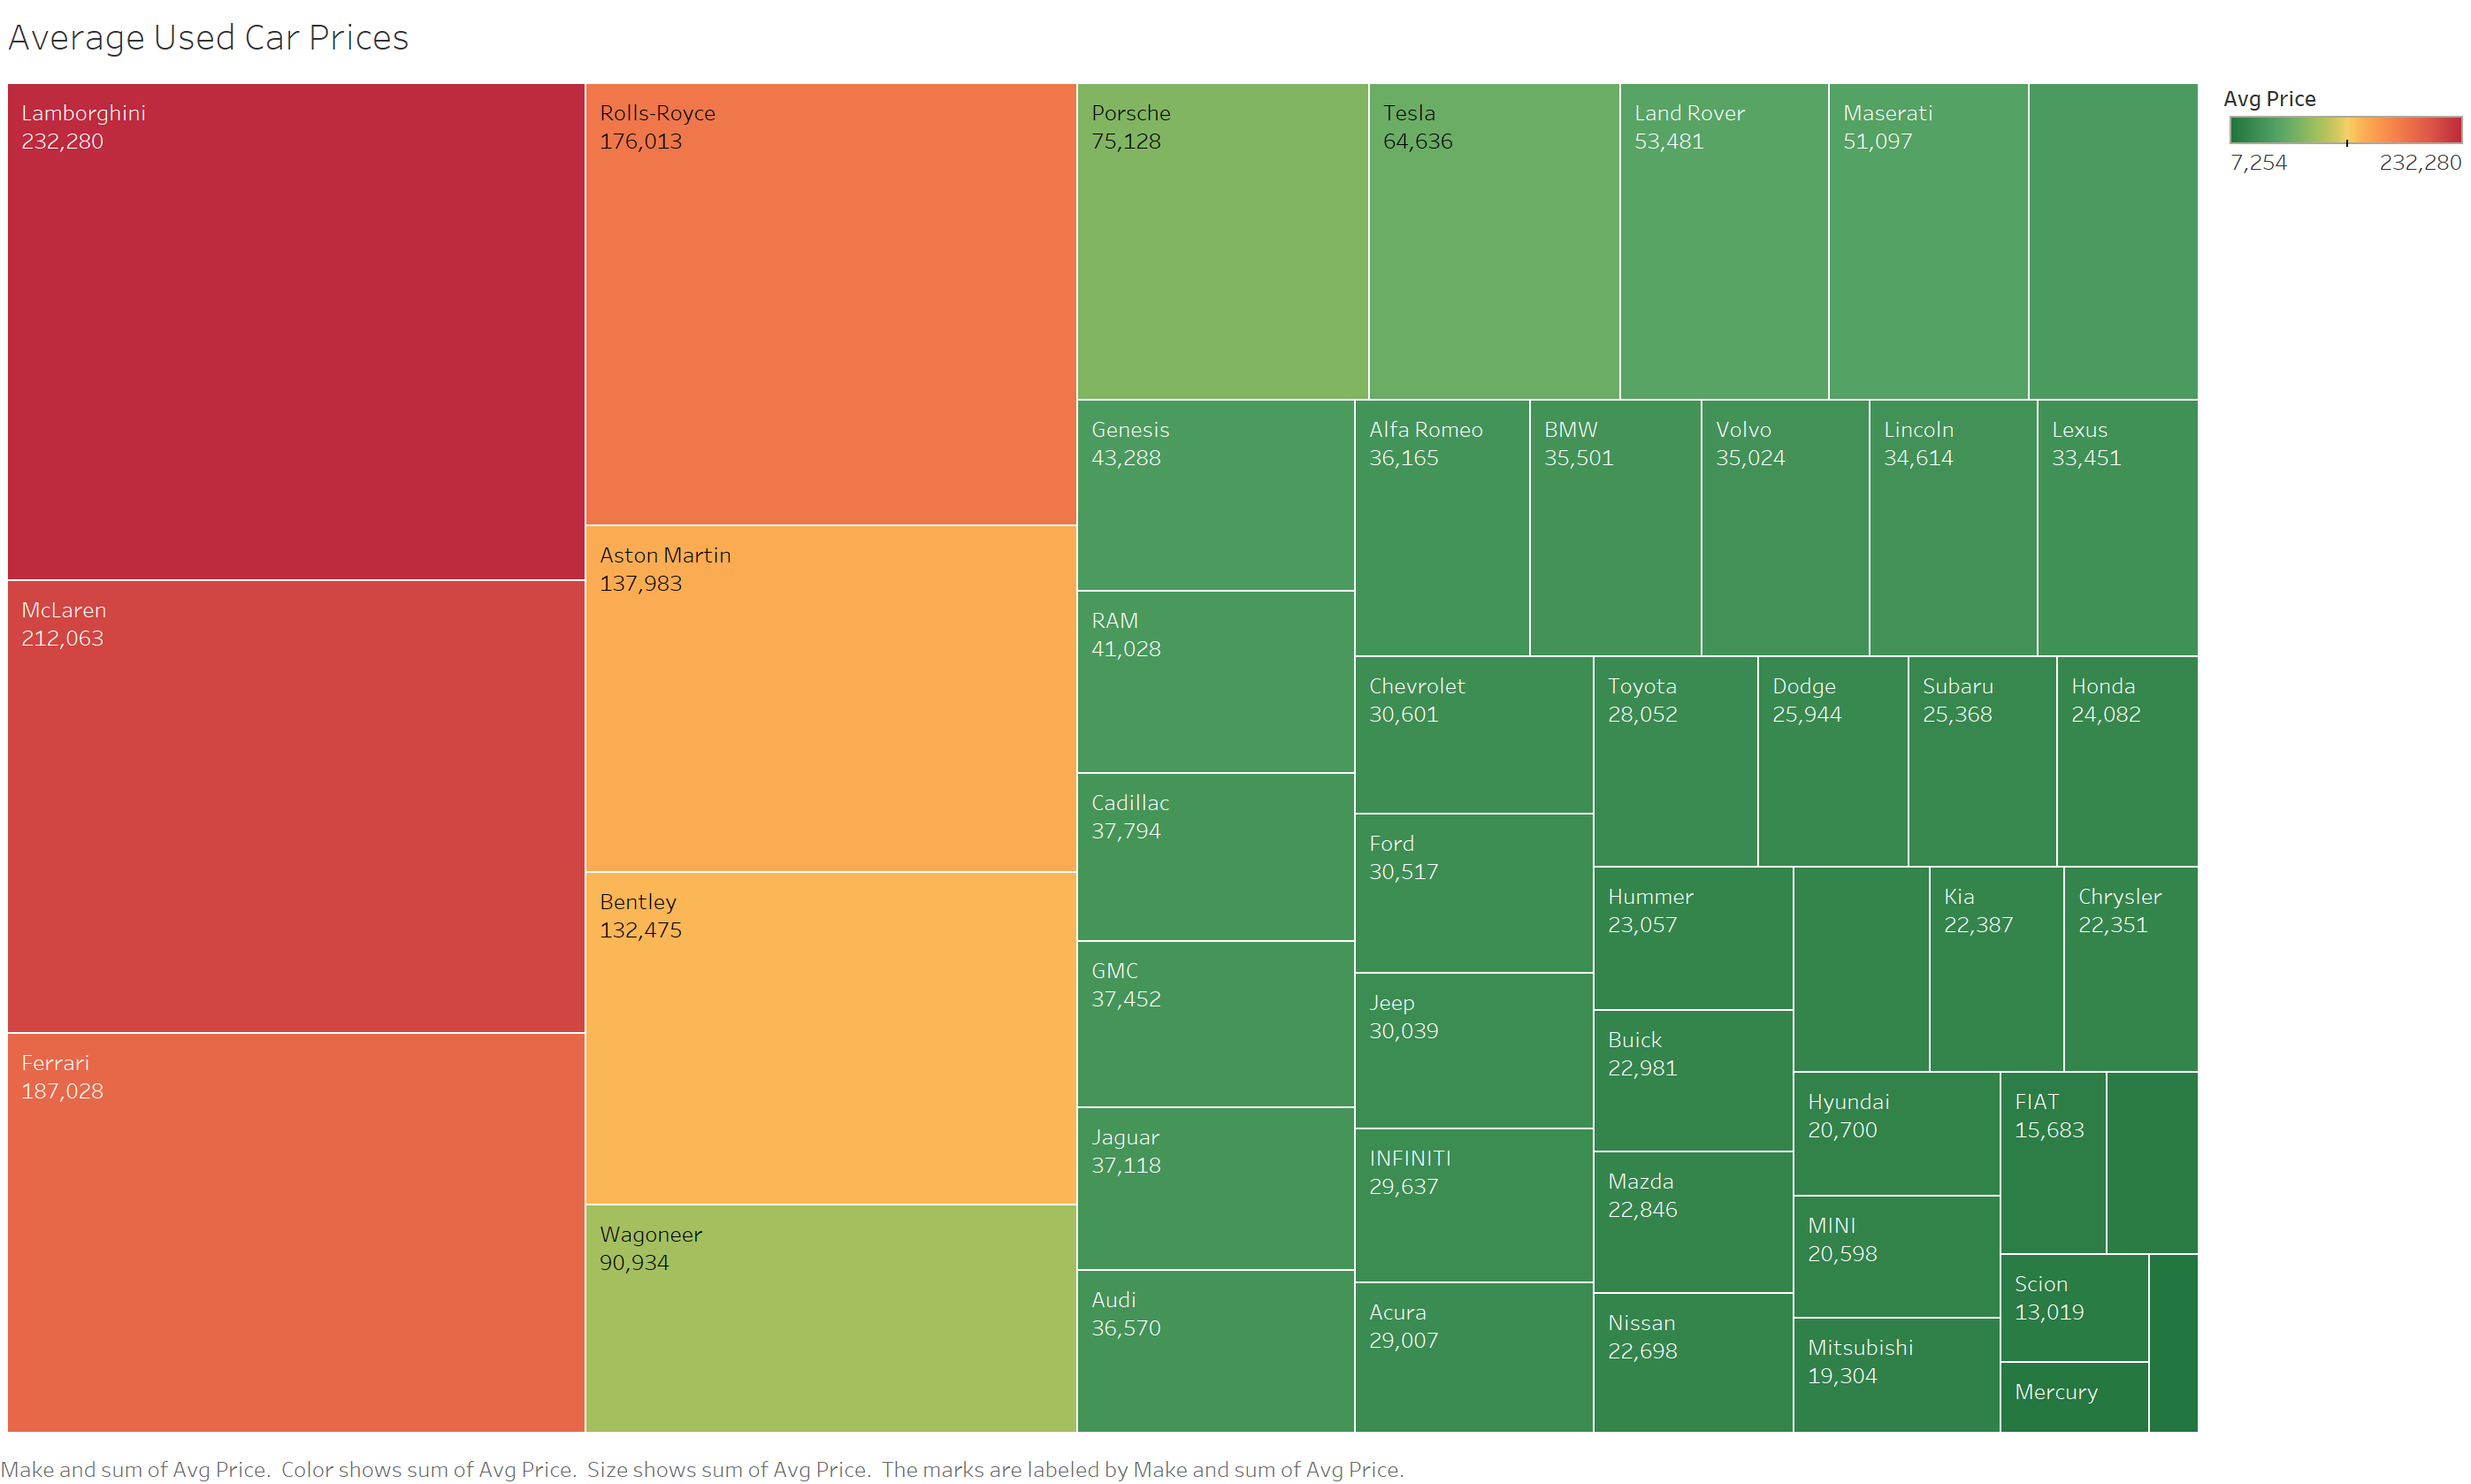 Average Used Car Prices
Lamborghini
232,280
McLaren
212,063
Ferrari
187,028
Rolls-Royce
176,013
Aston Martin
137,983
Bentley
132,475
Wagoneer
90,934
Porsche
75,128
Tesla
64,636
Land Rover
53,481
Maserati
51,097
Genesis
43,288
RAM
41,028
Cadillac
37,794
GMC
37,452
Jaguar
37,118
Audi
36,570
Alfa Romeo
36,165
BMW
35,501
Volvo
35,024
Lincoln
34,614
Lexus
33,451
Chevrolet
30,601
Ford
30,517
Jeep
30,039
INFINITI
29,637
Acura
29,007
Toyota
28,052
Dodge
25,944
Subaru
25,368
Honda
24,082
Hummer
23,057
Buick
22,981
Mazda
22,846
Nissan
22,698
Kia
22,387
Chrysler
22,351
Hyundai
20,700
MINI
20,598
Mitsubishi
19,304
FIAT
15,683
Scion
13,019
Mercury
Avg Price
7,254 232,280
Make and sum of Avg Price. Color shows sum of Avg Price. Size shows sum of Avg Price. The marks are labeled by Make and sum of Avg Price.